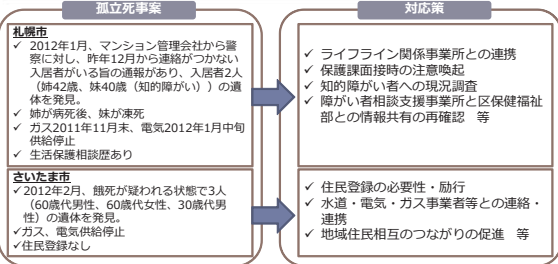 孤立死事案
札幌市
✓ 2012年1月、マンション管理会社から警
察に対し、昨年12月から連絡がつかない
入居者がいる旨の通報があり、入居者2人
（姉42歳、妹40歳（知的障がい））の遺
体を発見。
✓ 姉が病死後、妹が凍死
✓ ガス2011年11月末、電気2012年1月中旬
供給停止
✓ 生活保護相談歴あり
さいたま市
✓2012年2月、餓死が疑われる状態で3人
（60歳代男性、60歳代女性、30歳代男
性）の遺体を発見。
✓ガス、電気供給停止
✓住民登録なし
対応策
✓ ライフライン関係事業所との連携
✓ 保護課面接時の注意喚起
✓ 知的障がい者への現況調査
✓ 障がい者相談支援事業所と区保健福祉
部との情報共有の再確認　等
✓ 住民登録の必要性・励行
✓ 水道・電気・ガス事業者等との連絡・
連携
✓ 地域住民相互のつながりの促進　等